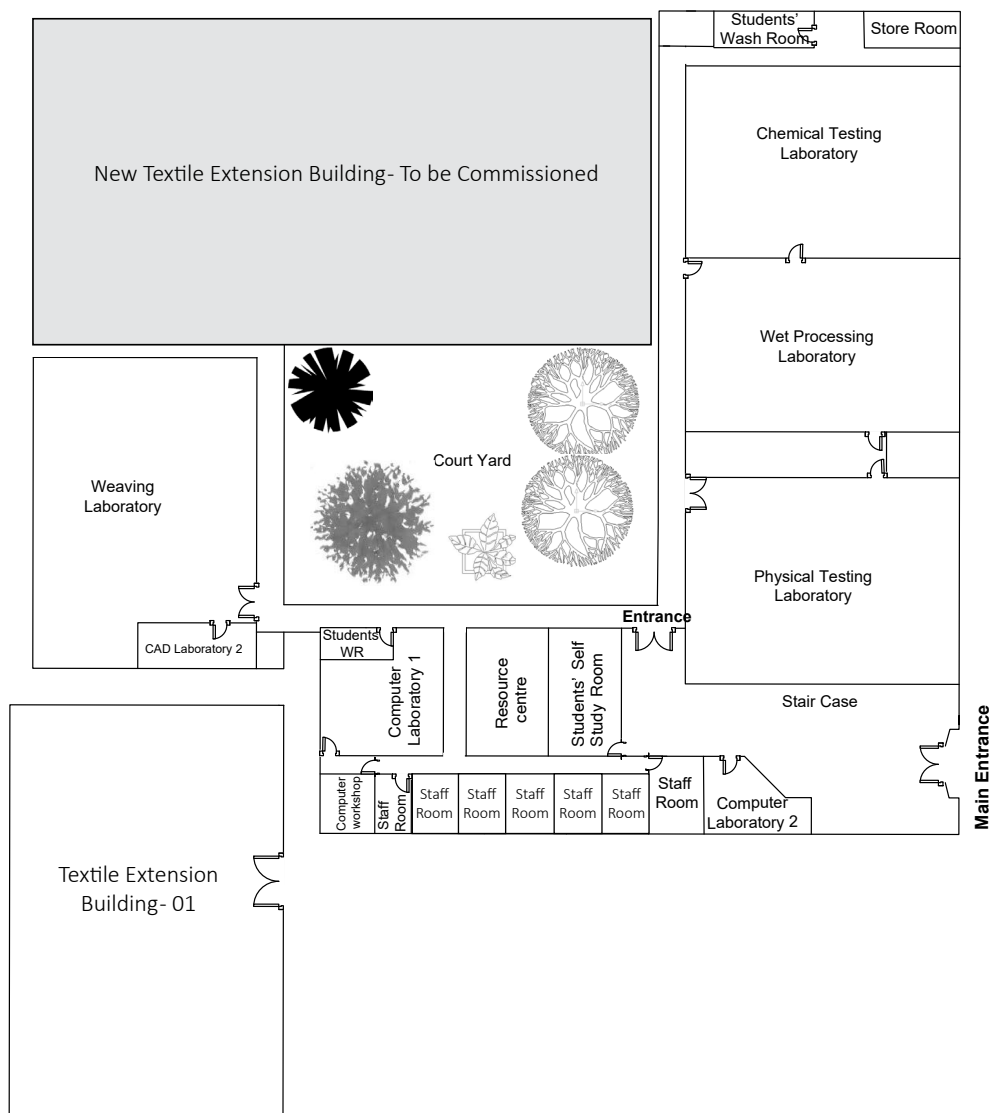 Students'
Wash Room
Store Room
Chemical Testing
Laboratory
New Textile Extension Building- To be Commissioned
Wet Processing
Laboratory
Court Yard
Weaving
Laboratory
Physical Testing
Laboratory
Entrance
Students
WR
CAD Laboratory 2
Computer
Laboratory 1
Resource
centre
Students' Self
Study Room
Stair Case
Main Entrance
Computer
workshop
Staff
Room
Staff
Room
Staff
Room
Staff
Room
Staff
Room
Staff
Room
Staff
Room
Computer
Laboratory 2
Textile Extension
Building- 01